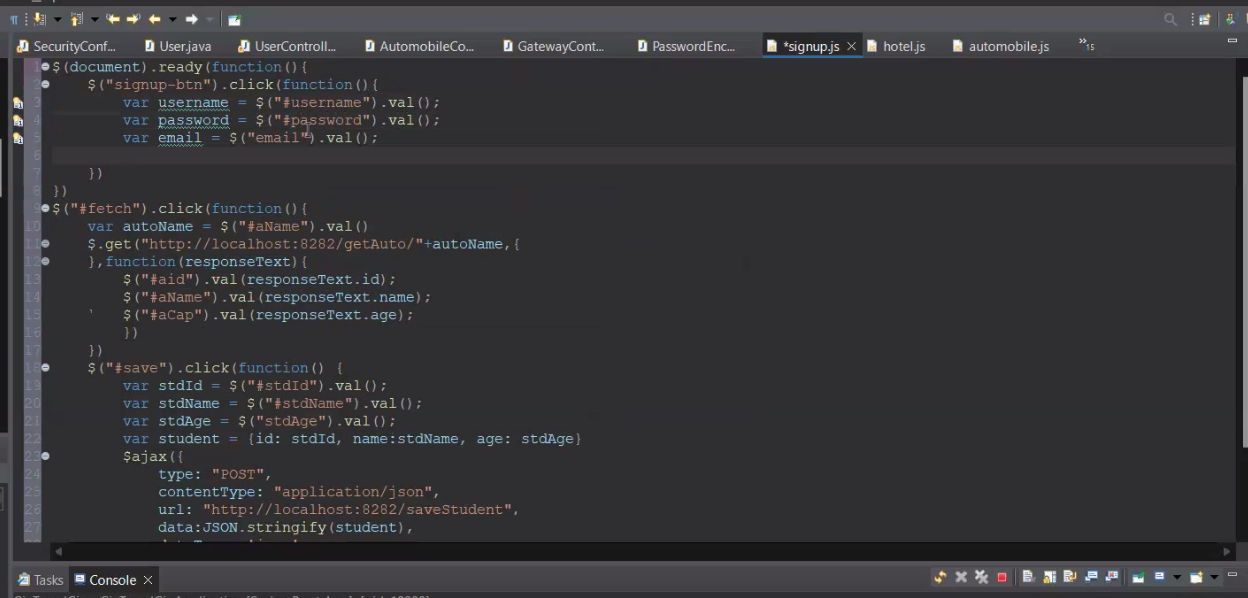 SecurityConf... User.java UserControll... AutomobileCo... GatewayCont... PasswordEnc... *signup.js hotel.js automobile.js »15
1 $(document).ready(function(){
2 $("signup-btn").click(function(){
3 var username = $("#username").val();
4 var password = $("#password").val();
5 var email = $("email").val();
6
7 })
8 })
9 $("#fetch").click(function(){
10 var autoName = $("#aName").val()
11 $.get("http://localhost:8282/getAuto/"+autoName,{
12 },function(responseText){
13 $("#aid").val(responseText.id);
14 $("#aName").val(responseText.name);
15 ' $("#aCap").val(responseText.age);
16 })
17 })
18 $("#save").click(function() {
19 var stdId = $("#stdId").val();
20 var stdName = $("#stdName").val();
21 var stdAge = $("stdAge").val();
22 var student = {id: stdId, name:stdName, age: stdAge}
23 $ajax({
24 type: "POST",
25 contentType: "application/json",
26 url: "http://localhost:8282/saveStudent",
27 data:JSON.stringify(student),
Tasks Console